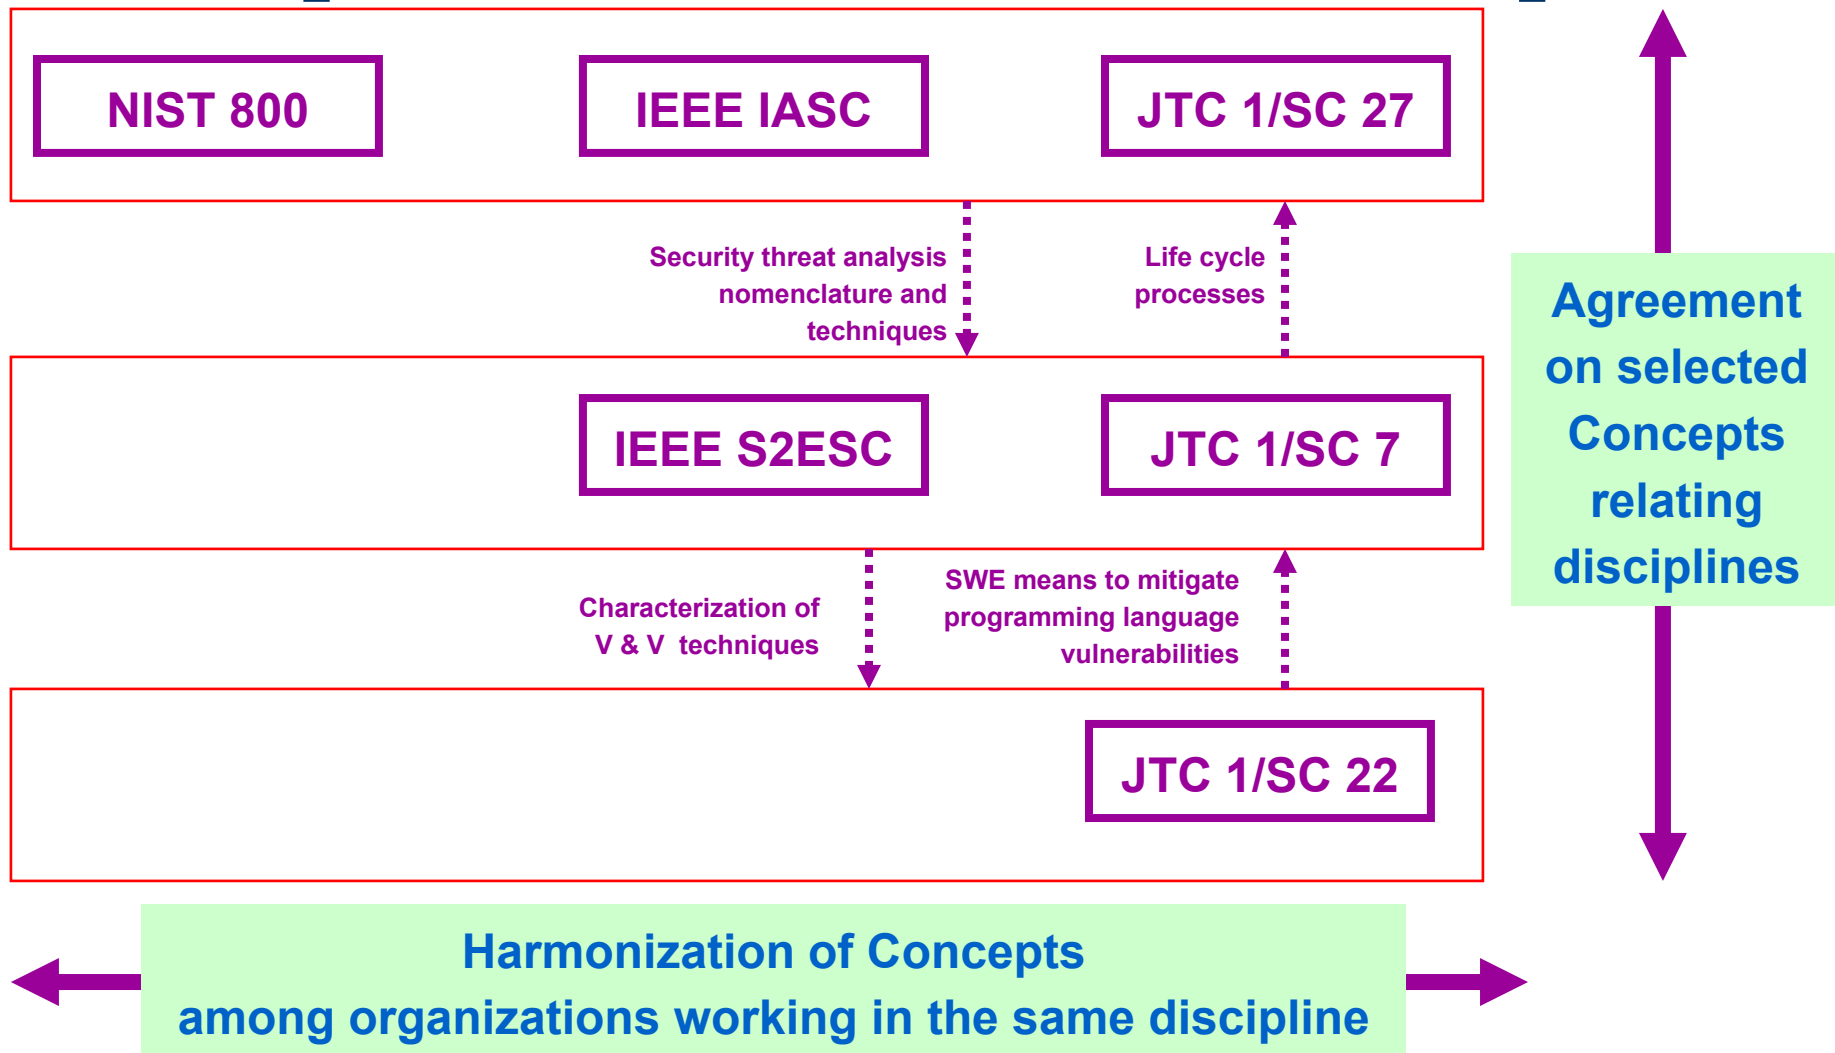 NIST 800
IEEE IASC
JTC 1/SC 27
Security threat analysis
nomenclature and
techniques
Life cycle
processes
IEEE S2ESC
JTC 1/SC 7
Characterization of
V & V techniques
SWE means to mitigate
programming language
vulnerabilities
JTC 1/SC 22
Agreement
on selected
Concepts
relating
disciplines
Harmonization of Concepts
among organizations working in the same discipline